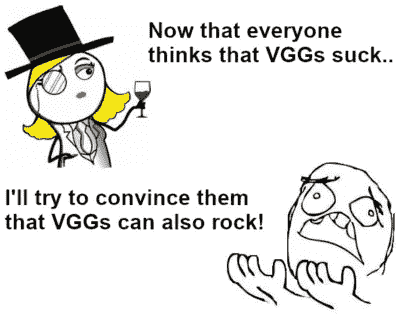 Now that everyone
thinks that VGGs suck..
I'll try to convince them
that VGGs can also rock!